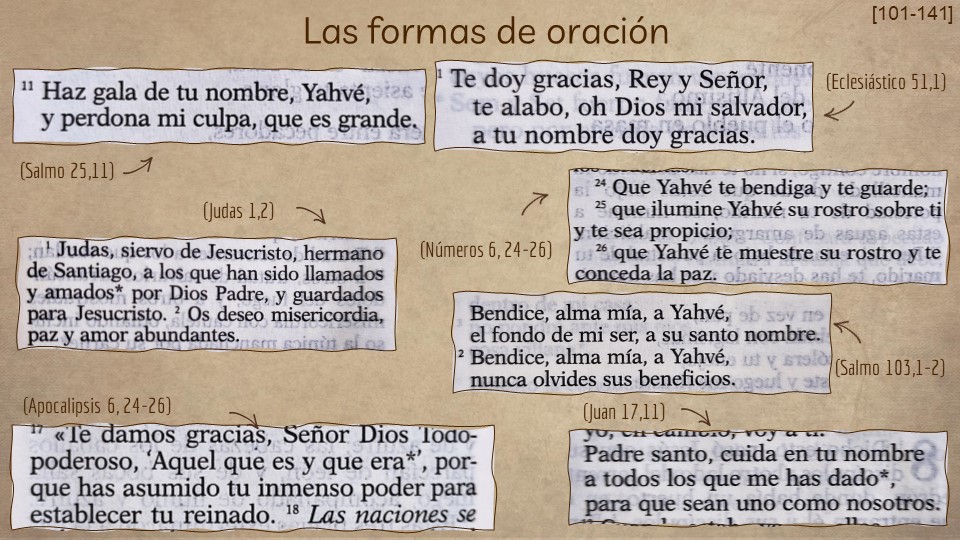 [101-141]
Las formas de oración
11 Haz gala de tu nombre, Yahvé,
y perdona mi culpa, que es grande.
(Salmo 25,11)
1 Te doy gracias, Rey y Señor,
te alabo, oh Dios mi salvador,
a tu nombre doy gracias.
(Eclesiástico 51,1)
(Judas 1,2)
1 Judas, siervo de Jesucristo, hermano
de Santiago, a los que han sido llamados
y amados* por Dios Padre, y guardados
para Jesucristo. 2 Os deseo misericordia,
paz y amor abundantes.
(Números 6, 24-26)
24 Que Yahvé te bendiga y te guarde;
25 que ilumine Yahvé su rostro sobre ti
y te sea propicio;
26 que Yahvé te muestre su rostro y te
conceda la paz.
Bendice, alma mía, a Yahvé,
el fondo de mi ser, a su santo nombre.
2 Bendice, alma mía, a Yahvé,
nunca olvides sus beneficios.
(Salmo 103,1-2)
(Apocalipsis 6, 24-26)
17 «Te damos gracias, Señor Dios Todo-
poderoso, ‘Aquel que es y que era*’, por-
que has asumido tu inmenso poder para
establecer tu reinado. 18 Las naciones se
(Juan 17,11)
yo, en cambio, voy a ti.
Padre santo, cuida en tu nombre
a todos los que me has dado*,
para que sean uno como nosotros.